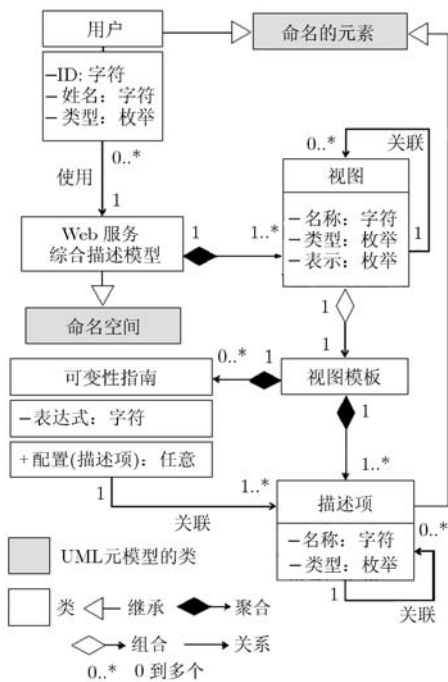 用户
命名的元素
−ID: 字符
−姓名：字符
−类型：枚举
0..*
使用
1
0..*
关联
视图
−名称：字符
−类型：枚举
−表示：枚举
1
Web 服务
综合描述模型
1
1..*
命名空间
1
1
0..*
1
可变性指南
视图模板
−表达式：字符
1
+配置(描述项)：任意
1
1..*
1..*
关联
描述项
0..*
−名称：字符
−类型：枚举
1
关联
UML元模型的类
类
继承
聚合
组合
关系
0..* 0 到多个